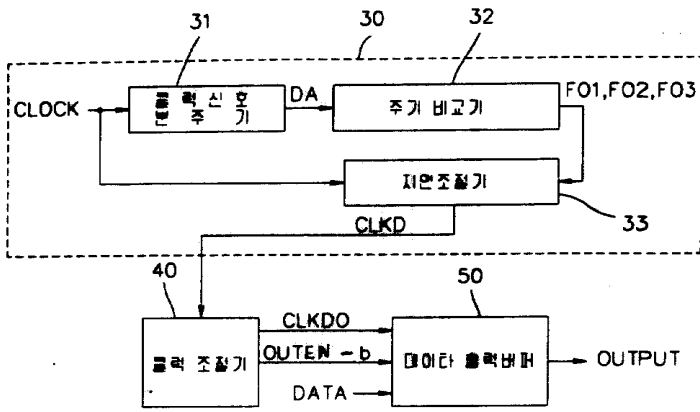 31
30
32
CLOCK
클럭 신호
주 기
DA
주기 비교기
FO1,FO2,FO3
지연조절기
33
CLKD
40
클럭 조절기
CLKDO
OUTEN -b
DATA
50
데이타 출력버퍼
OUTPUT